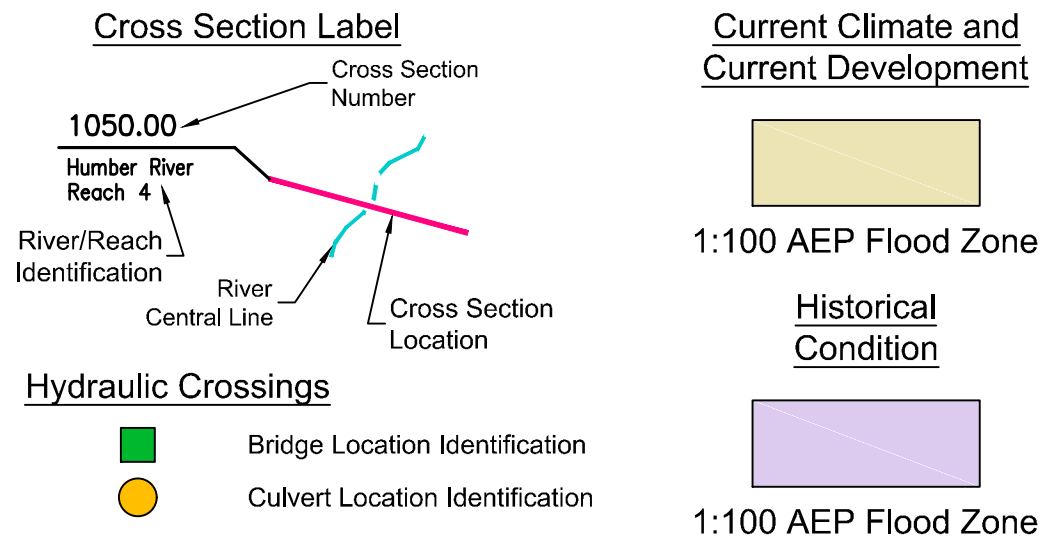 Cross Section Label
Cross Section
Number
1050.00
Humber River
Reach 4
River/Reach
Identification
River
Central Line
Cross Section
Location
Hydraulic Crossings
Bridge Location Identification
Culvert Location Identification
Current Climate and
Current Development
1:100 AEP Flood Zone
Historical
Condition
1:100 AEP Flood Zone